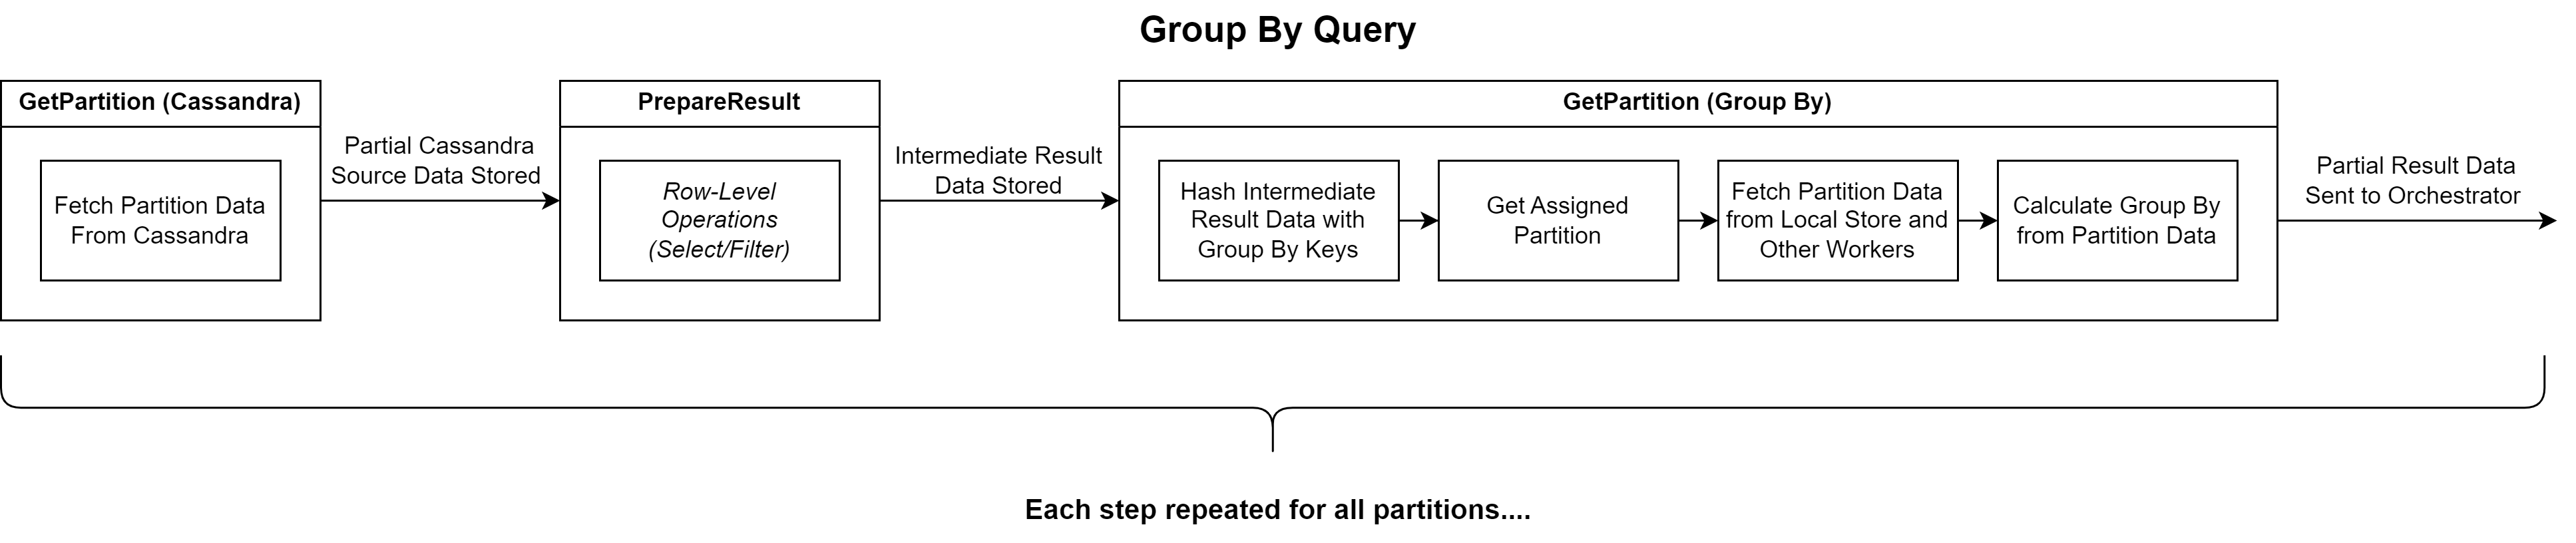 Group By Query
GetPartition (Cassandra)
Fetch Partition Data
From Cassandra
Partial Cassandra
Source Data Stored
PrepareResult
Row-Level
Operations
(Select/Filter)
Intermediate Result
Data Stored
GetPartition (Group By)
Hash Intermediate
Result Data with
Group By Keys
Get Assigned
Partition
Fetch Partition Data
from Local Store and
Other Workers
Calculate Group By
from Partition Data
Partial Result Data
Sent to Orchestrator
Each step repeated for all partitions....